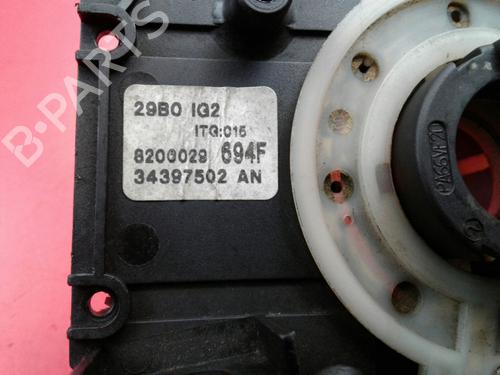 B-PARTS
29B0 IG2
ITG:015
8200029 694F
34397502 AN